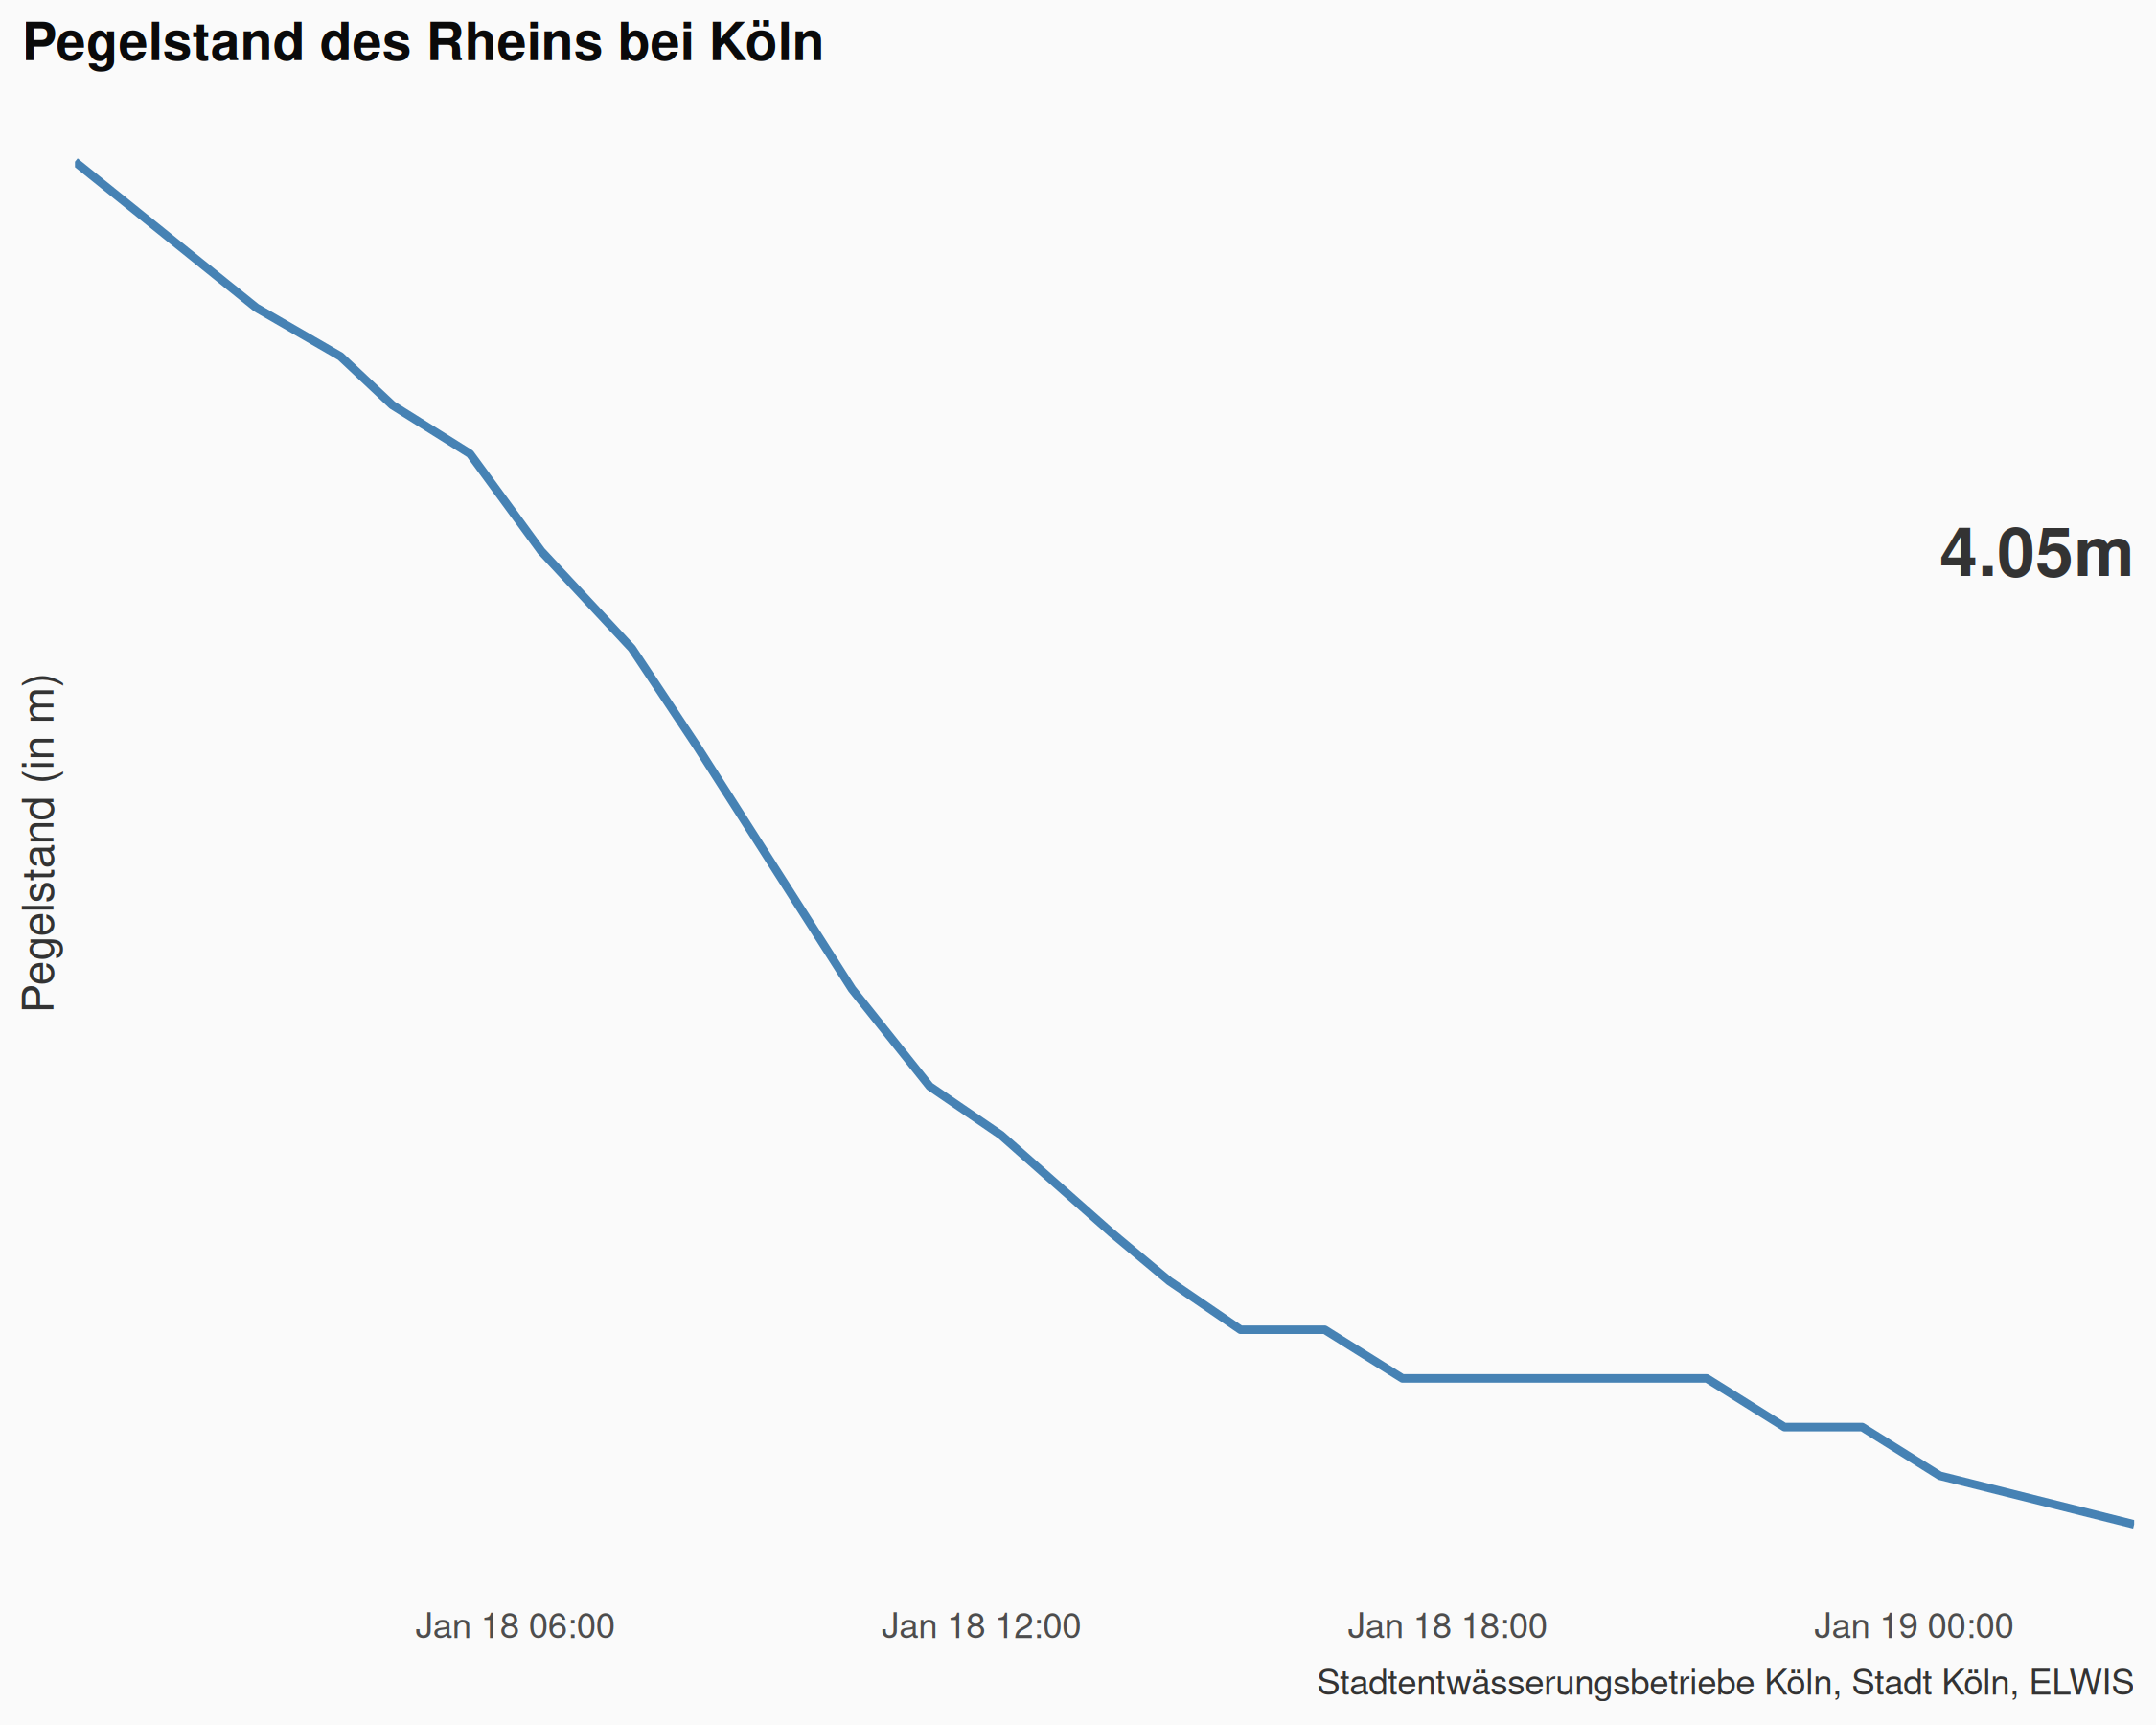 Pegelstand des Rheins bei Köln
4.05m
Pegelstand (in m)
Jan 18 06:00
Jan 18 12:00
Jan 18 18:00
Jan 19 00:00
Stadtentwässerungsbetriebe Köln, Stadt Köln, ELWIS